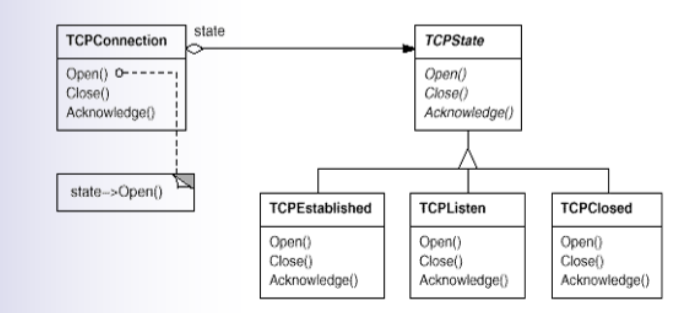 state
TCPConnection
Open()
Close()
Acknowledge()
state-->Open()
TCPState
Open()
Close()
Acknowledge()
TCPEstablished
Open()
Close()
Acknowledge()
TCPListen
Open()
Close()
Acknowledge()
TCPClosed
Open()
Close()
Acknowledge()